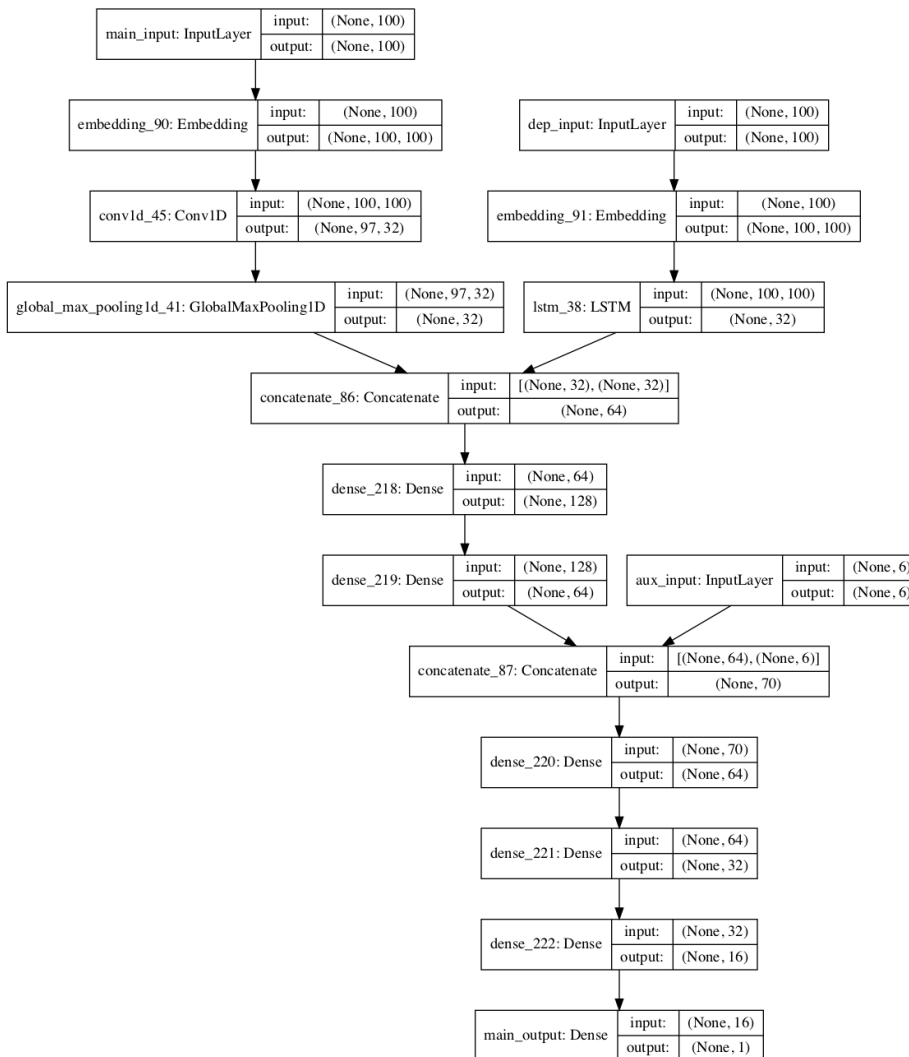 main_input: InputLayer input: (None, 100)
output: (None, 100)
embedding_90: Embedding input: (None, 100)
output: (None, 100, 100)
dep_input: InputLayer input: (None, 100)
output: (None, 100)
conv1d_45: Conv1D input: (None, 100, 100)
output: (None, 97, 32)
embedding_91: Embedding input: (None, 100)
output: (None, 100, 100)
global_max_pooling1d_41: GlobalMaxPooling1D input: (None, 97, 32)
output: (None, 32)
lstm_38: LSTM input: (None, 100, 100)
output: (None, 32)
concatenate_86: Concatenate input: [(None, 32), (None, 32)]
output: (None, 64)
dense_218: Dense input: (None, 64)
output: (None, 128)
dense_219: Dense input: (None, 128)
output: (None, 64)
aux_input: InputLayer input: (None, 6)
output: (None, 6)
concatenate_87: Concatenate input: [(None, 64), (None, 6)]
output: (None, 70)
dense_220: Dense input: (None, 70)
output: (None, 64)
dense_221: Dense input: (None, 64)
output: (None, 32)
dense_222: Dense input: (None, 32)
output: (None, 16)
main_output: Dense input: (None, 16)
output: (None, 1)